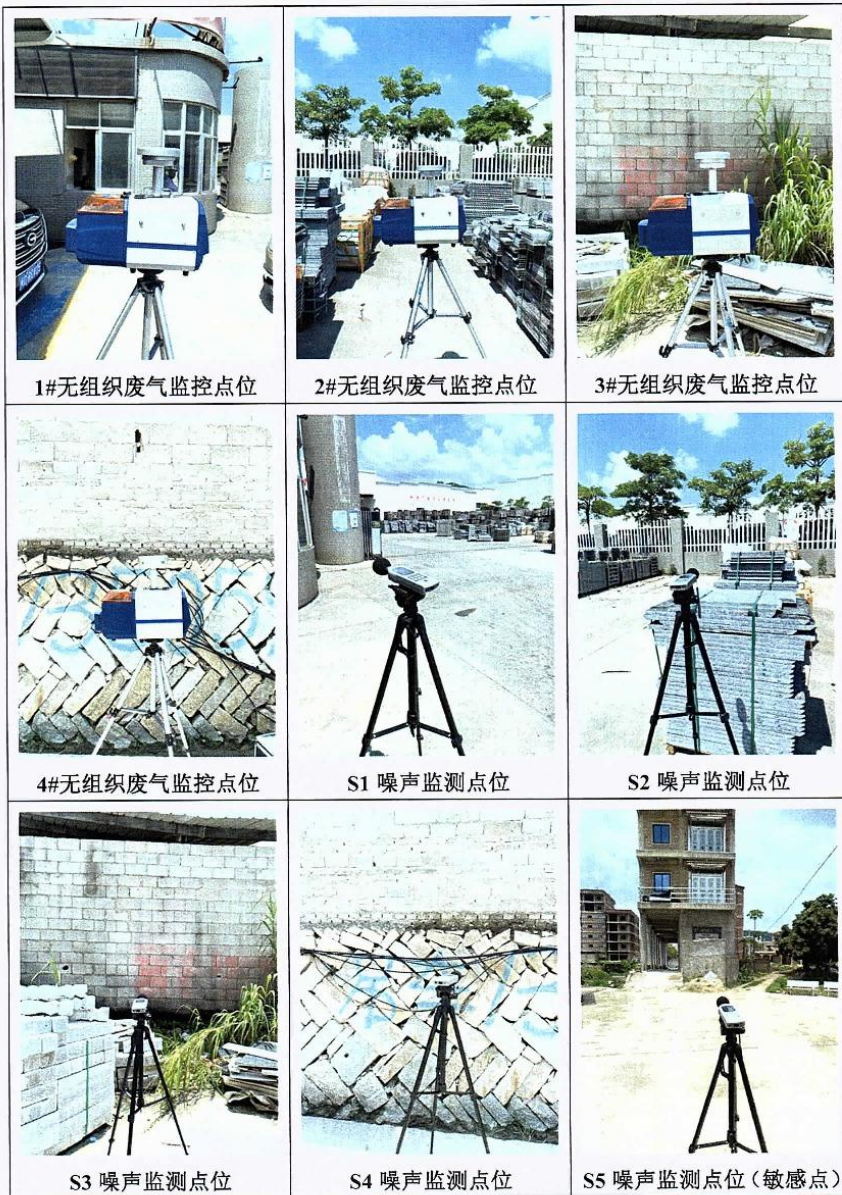 1#无组织废气监控点位
2#无组织废气监控点位
3#无组织废气监控点位
4#无组织废气监控点位
S1 噪声监测点位
S2 噪声监测点位
S3 噪声监测点位
S4 噪声监测点位
S5 噪声监测点位（敏感点）